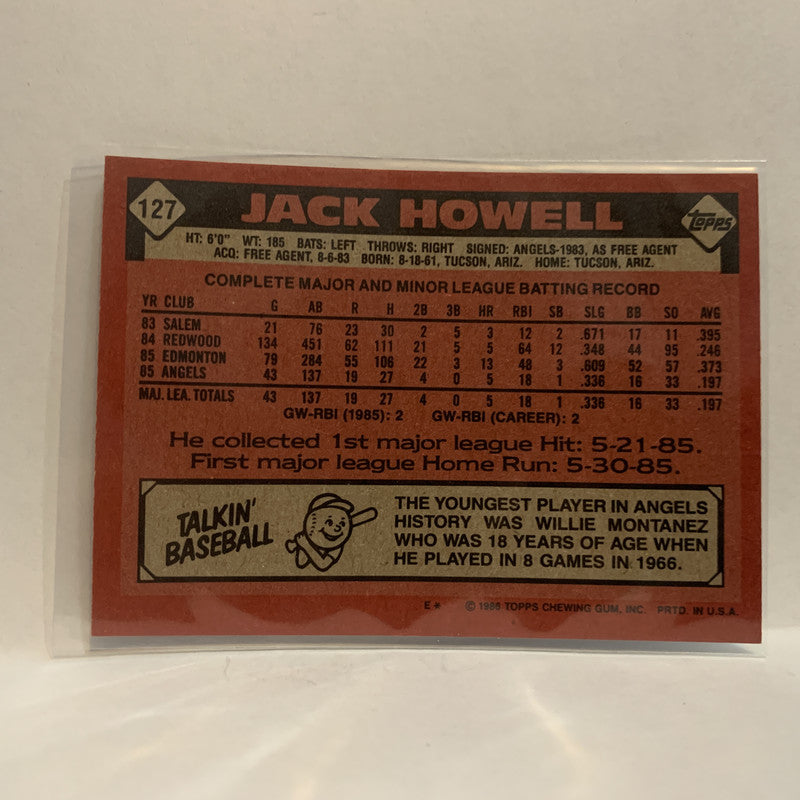 127 JACK HOWELL topps
HT: 6'0" WT: 185 BATS: LEFT THROWS: RIGHT SIGNED: ANGELS-1983, AS FREE AGENT
ACQ: FREE AGENT, 8-6-83 BORN: 8-18-61, TUCSON, ARIZ. HOME: TUCSON, ARIZ.
COMPLETE MAJOR AND MINOR LEAGUE BATTING RECORD
YR CLUB G AB R H 2B 3B HR RBI SB SLG BB SO AVG
83 SALEM 21 76 23 30 2 5 3 12 2 .671 17 11 .395
84 REDWOOD 134 451 62 111 21 5 5 64 12 .348 44 95 .246
85 EDMONTON 79 284 55 106 22 3 13 48 3 .609 52 57 .373
85 ANGELS 43 137 19 27 4 0 5 18 1 .336 16 33 .197
MAJ. LEA. TOTALS 43 137 19 27 4 0 5 18 1 .336 16 33 .197
GW-RBI (1985): 2 GW-RBI (CAREER): 2
He collected 1st major league Hit: 5-21-85.
First major league Home Run: 5-30-85.
TALKIN'
BASEBALL
THE YOUNGEST PLAYER IN ANGELS
HISTORY WAS WILLIE MONTANEZ
WHO WAS 18 YEARS OF AGE WHEN
HE PLAYED IN 8 GAMES IN 1966.
E* © 1986 TOPPS CHEWING GUM, INC. PRTD. IN U.S.A.